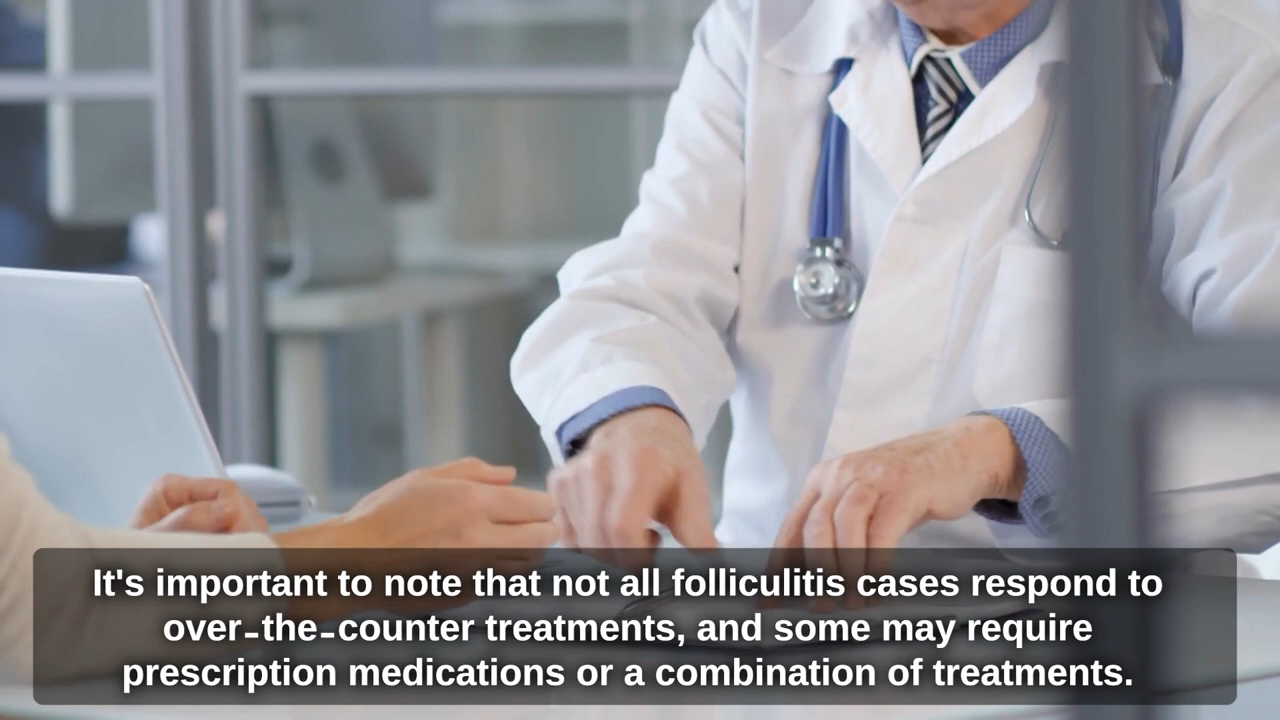 It's important to note that not all folliculitis cases respond to
over-the-counter treatments, and some may require
prescription medications or a combination of treatments.